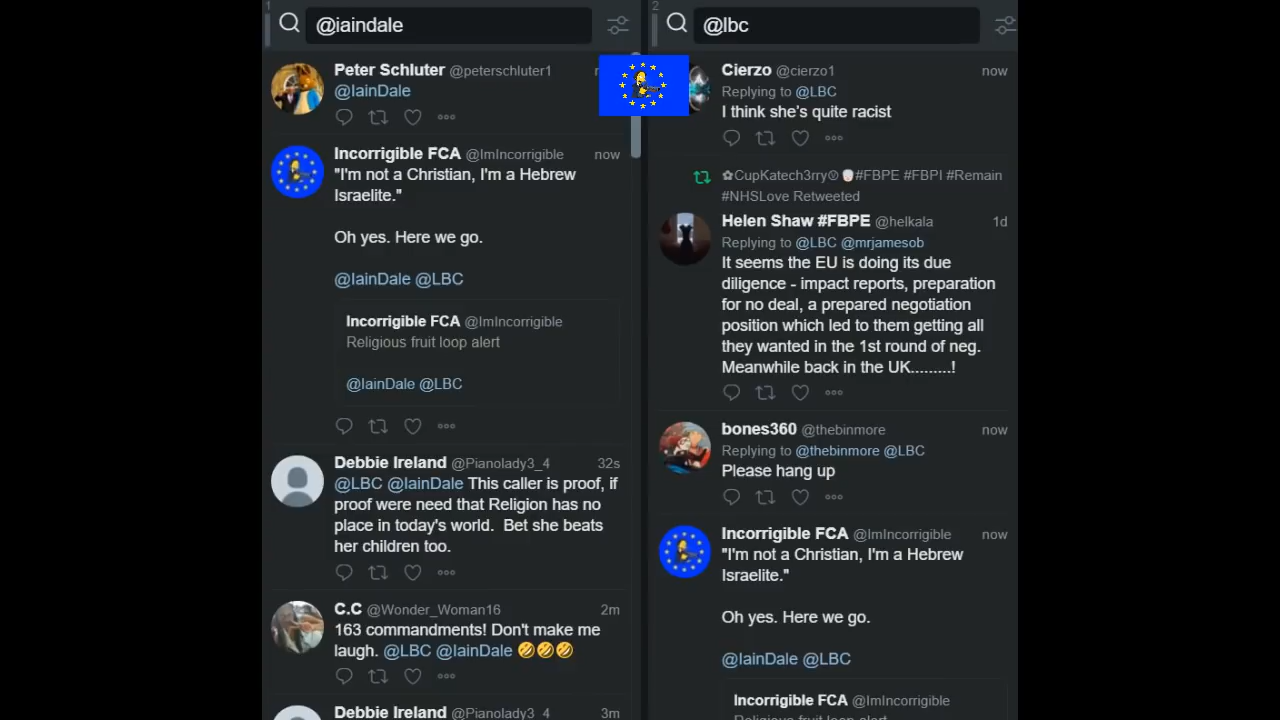 1
@iaindale
Peter Schluter @peterschluter1
@IainDale
Incorrigible FCA @ImIncorrigible now
"I'm not a Christian, I'm a Hebrew
Israelite."
Oh yes. Here we go.
@IainDale @LBC
Incorrigible FCA @ImIncorrigible
Religious fruit loop alert
@IainDale @LBC
Debbie Ireland @Pianolady3_4 32s
@LBC @IainDale This caller is proof, if
proof were need that Religion has no
place in today's world. Bet she beats
her children too.
C.C @Wonder_Woman16 2m
163 commandments! Don't make me
laugh. @LBC @IainDale 🤣🤣🤣
Debbie Ireland @Pianolady3_4 3m
2
@lbc
Cierzo @cierzo1 now
Replying to @LBC
I think she's quite racist
✿CupKatech3rry #FBPE #FBPI #Remain
#NHSLove Retweeted
Helen Shaw #FBPE @helkala 1d
Replying to @LBC @mrjamesob
It seems the EU is doing its due
diligence - impact reports, preparation
for no deal, a prepared negotiation
position which led to them getting all
they wanted in the 1st round of neg.
Meanwhile back in the UK.........!
bones360 @thebinmore now
Replying to @thebinmore @LBC
Please hang up
Incorrigible FCA @ImIncorrigible now
"I'm not a Christian, I'm a Hebrew
Israelite."
Oh yes. Here we go.
@IainDale @LBC
Incorrigible FCA @ImIncorrigible
Religious fruit loop alert